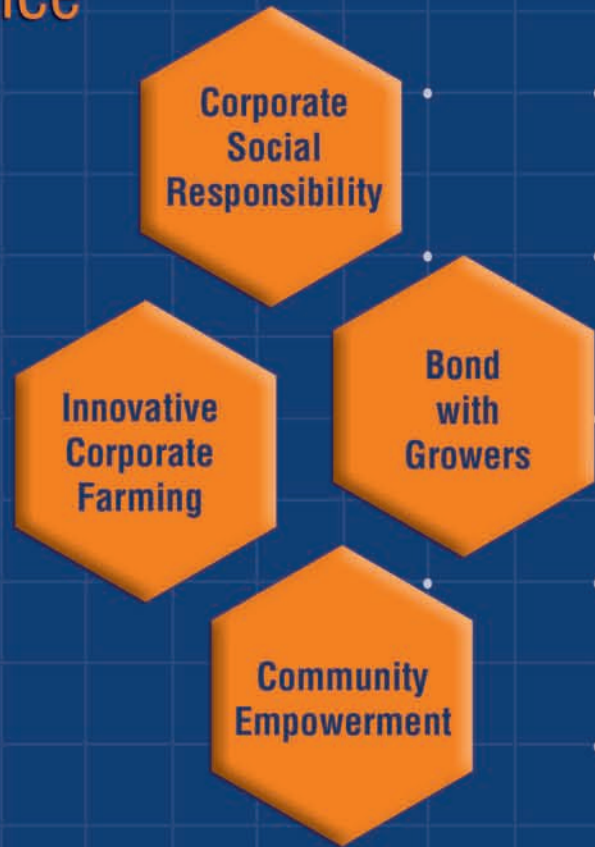 Corporate
Social
Responsibility
Bond
with
Growers
Innovative
Corporate
Farming
Community
Empowerment